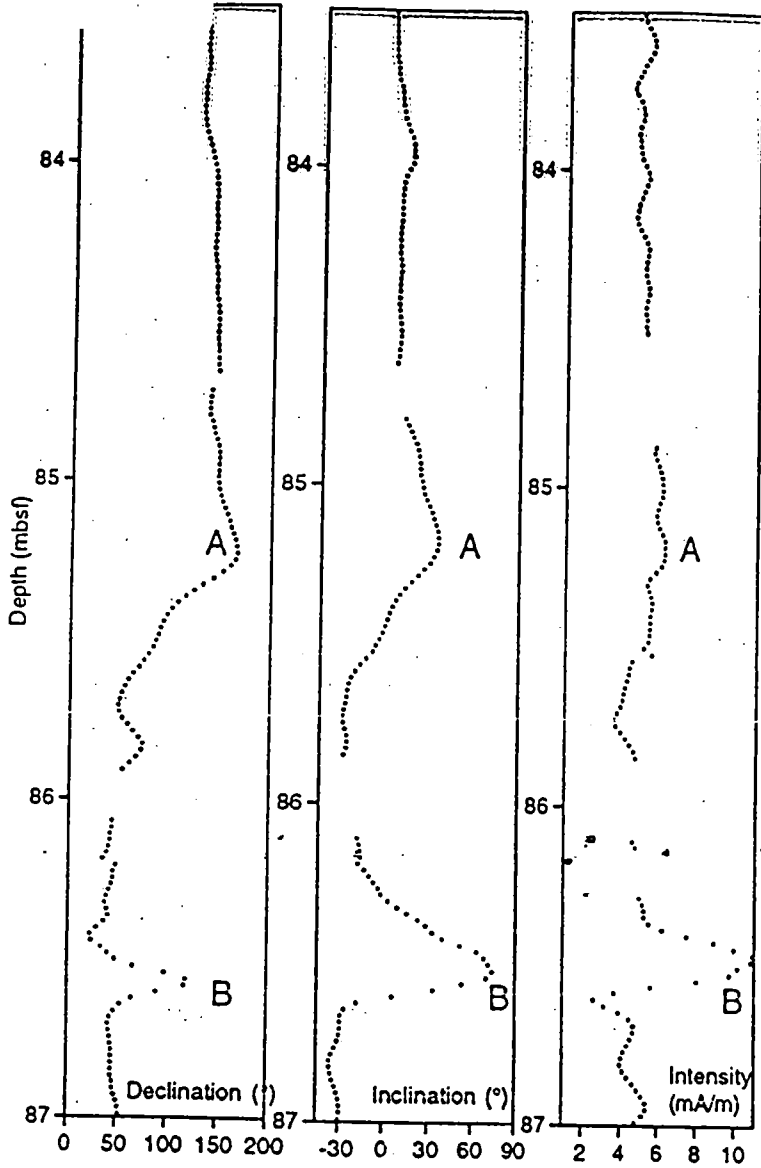 84
84
84
Depth (mbsf)
85
85
85
A
A
A
86
86
86
B
B
B
Declination (°)
Inclination (°)
Intensity
(mA/m)
87
87
87
0 50 100 150 200
-30 0 30 60 90
2 4 6 8 10